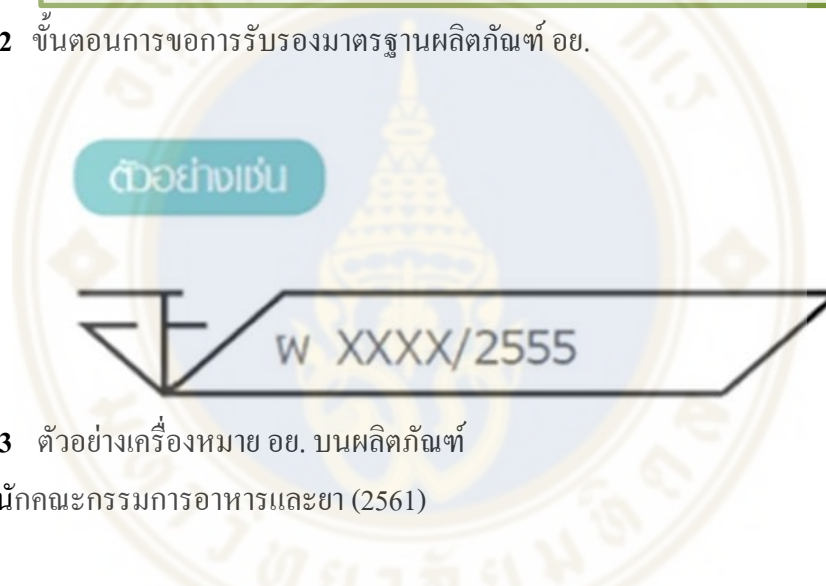 2 ขั้นตอนการขอการรับรองมาตรฐานผลิตภัณฑ์ อย.
ตัวอย่างเช่น
ผ XXXX/2555
3 ตัวอย่างเครื่องหมาย อย. บนผลิตภัณฑ์
นักคณะกรรมการอาหารและยา (2561)